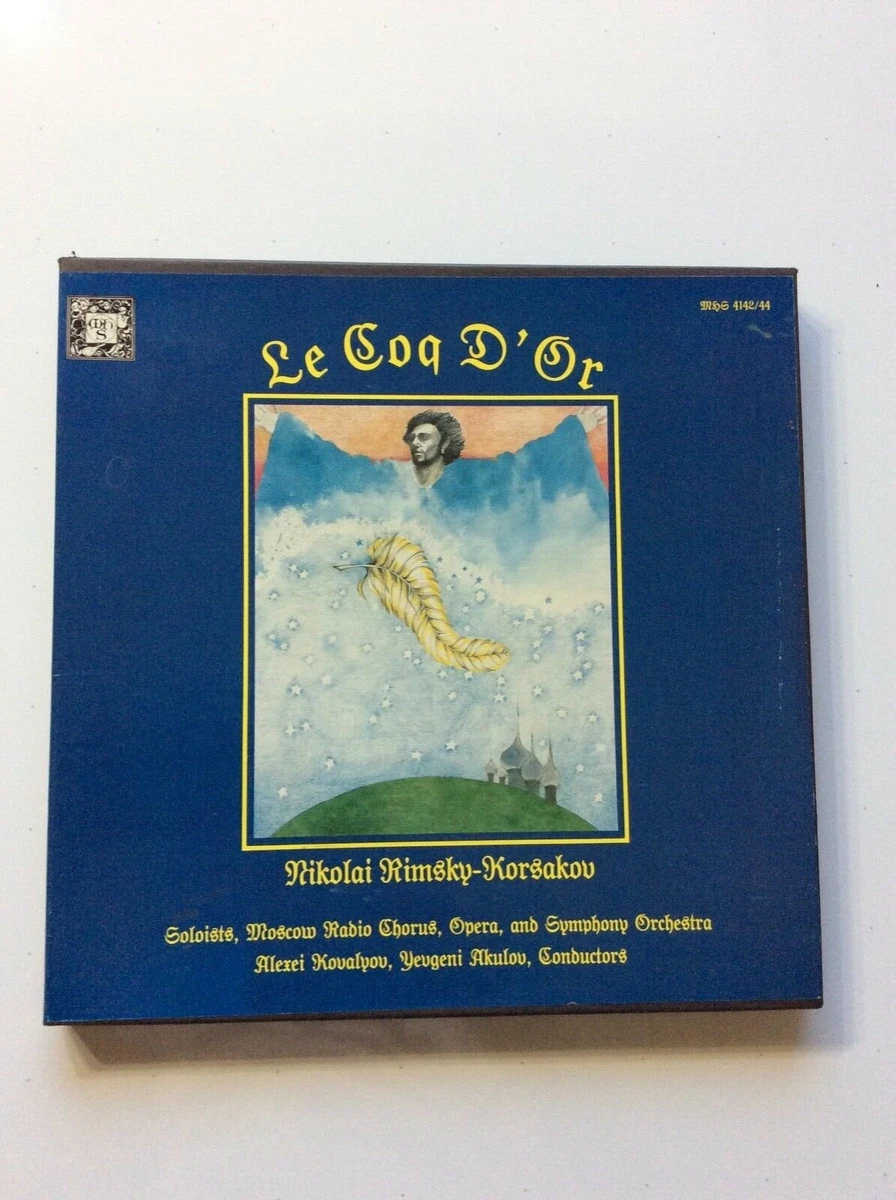 MHS
MHS 4142/44
Le Coq D'Or
Nikolai Rimsky-Korsakov
Soloists, Moscow Radio Chorus, Opera, and Symphony Orchestra
Alexei Kovalyov, Yevgeni Akulov, Conductors